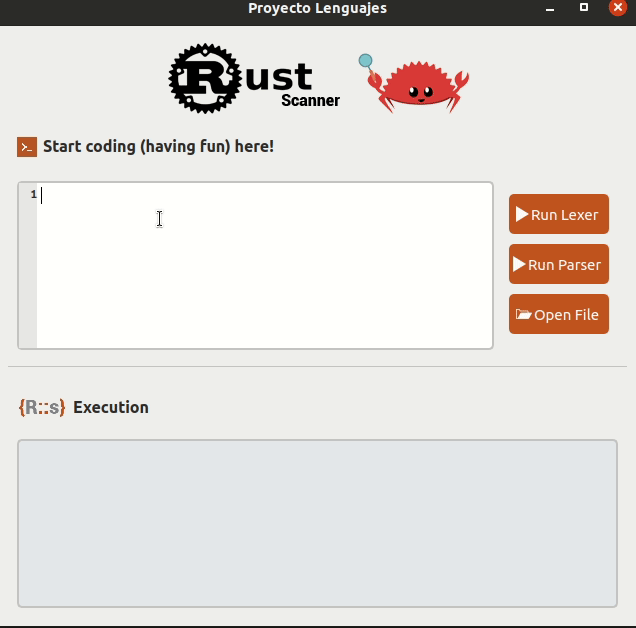 Proyecto Lenguajes
Rust
Scanner
Start coding (having fun) here!
1
Run Lexer
Run Parser
Open File
{R::s} Execution